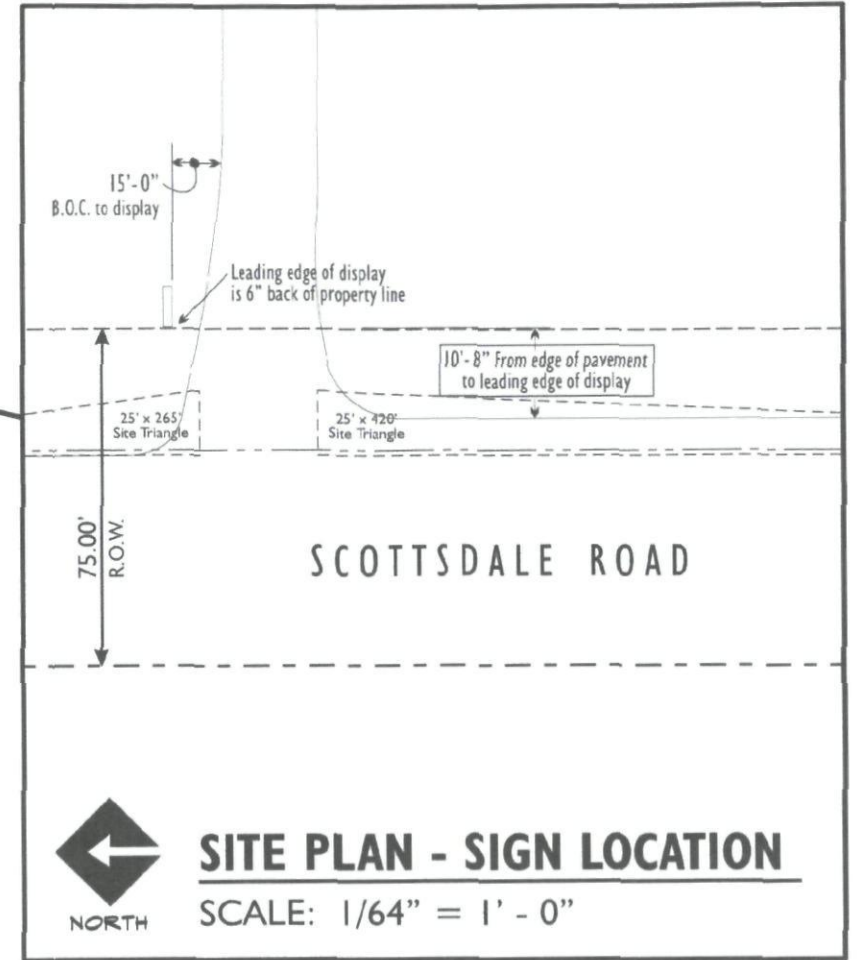 15'-0"
B.O.C. to display
Leading edge of display
is 6" back of property line
10'-8" From edge of pavement
to leading edge of display
25' x 265'
Site Triangle
25' x 420'
Site Triangle
75.00'
R.O.W.
SCOTTSDALE ROAD
NORTH
SITE PLAN - SIGN LOCATION
SCALE: 1/64" = 1' - 0"